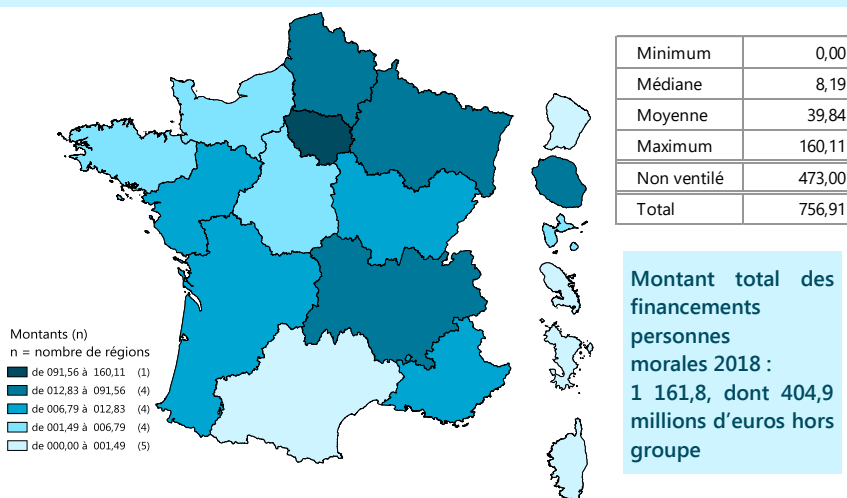 Minimum 0,00
Médiane 8,19
Moyenne 39,84
Maximum 160,11
Non ventilé 473,00
Total 756,91
Montant total des
financements
personnes
morales 2018 :
1 161,8, dont 404,9
millions d’euros hors
groupe
Montants (n)
n = nombre de régions
de 091,56 à 160,11 (1)
de 012,83 à 091,56 (4)
de 006,79 à 012,83 (4)
de 001,49 à 006,79 (4)
de 000,00 à 001,49 (5)